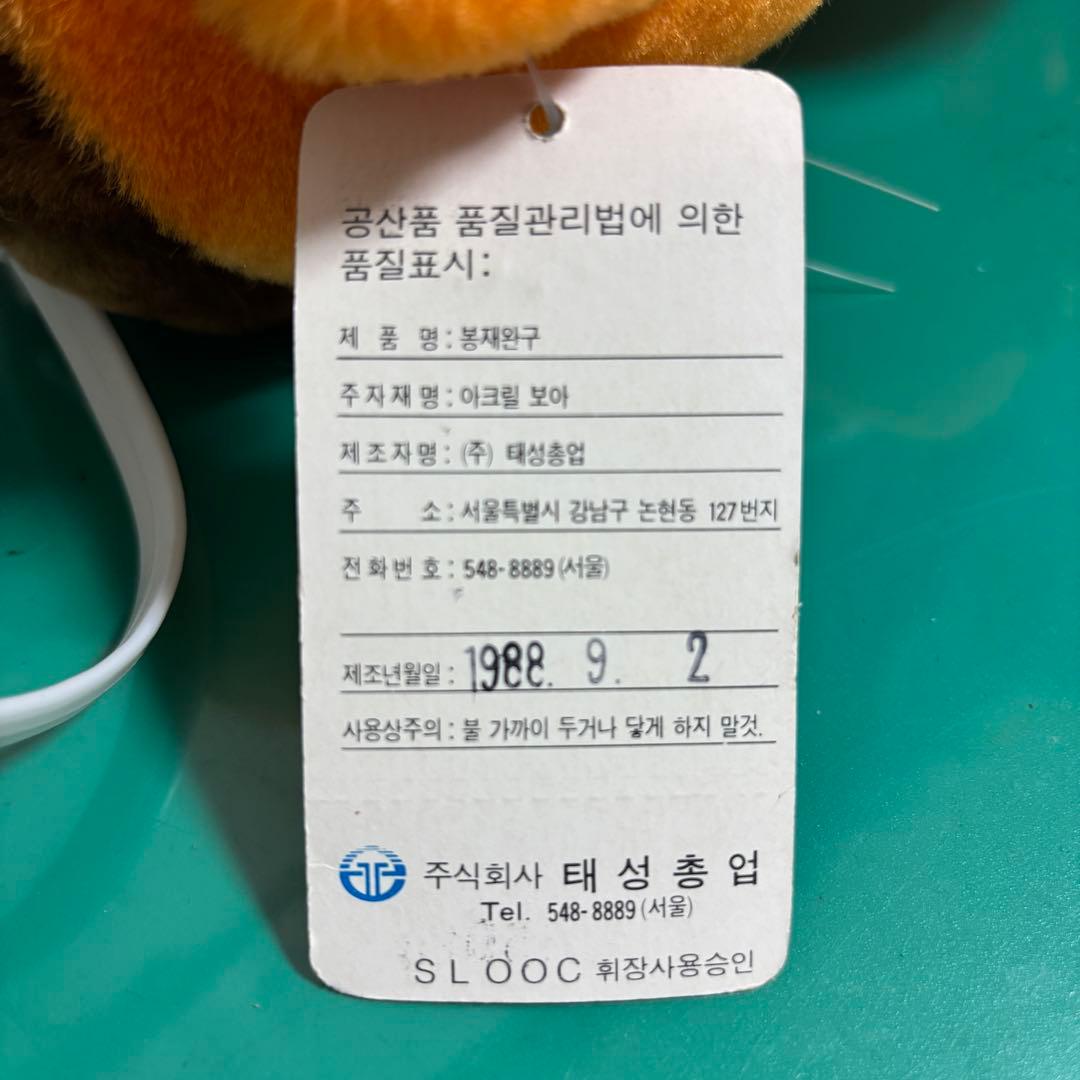 공산품 품질관리법에 의한
품질표시:
제 품 명 : 봉재완구
주자재명 : 아크릴 보아
제조자명 : (주) 태성총업
주 소 : 서울특별시 강남구 논현동 127번지
전화번호 : 548-8889 (서울)
제조년월일 : 1988. 9. 2
사용상주의 : 불 가까이 두거나 닿게 하지 말것.
주식회사 태성총업
Tel. 548-8889 (서울)
SLOOC 휘장사용승인